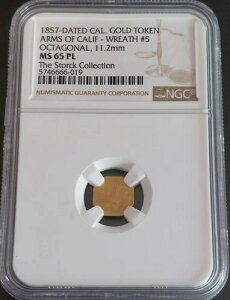 1857-DATED CAL. GOLD TOKEN
ARMS OF CALIF - WREATH #5
OCTAGONAL, 11.2mm
MS 65 PL
The Storck Collection
5746666-019
NUMISMATIC GUARANTY CORPORATION
NGC